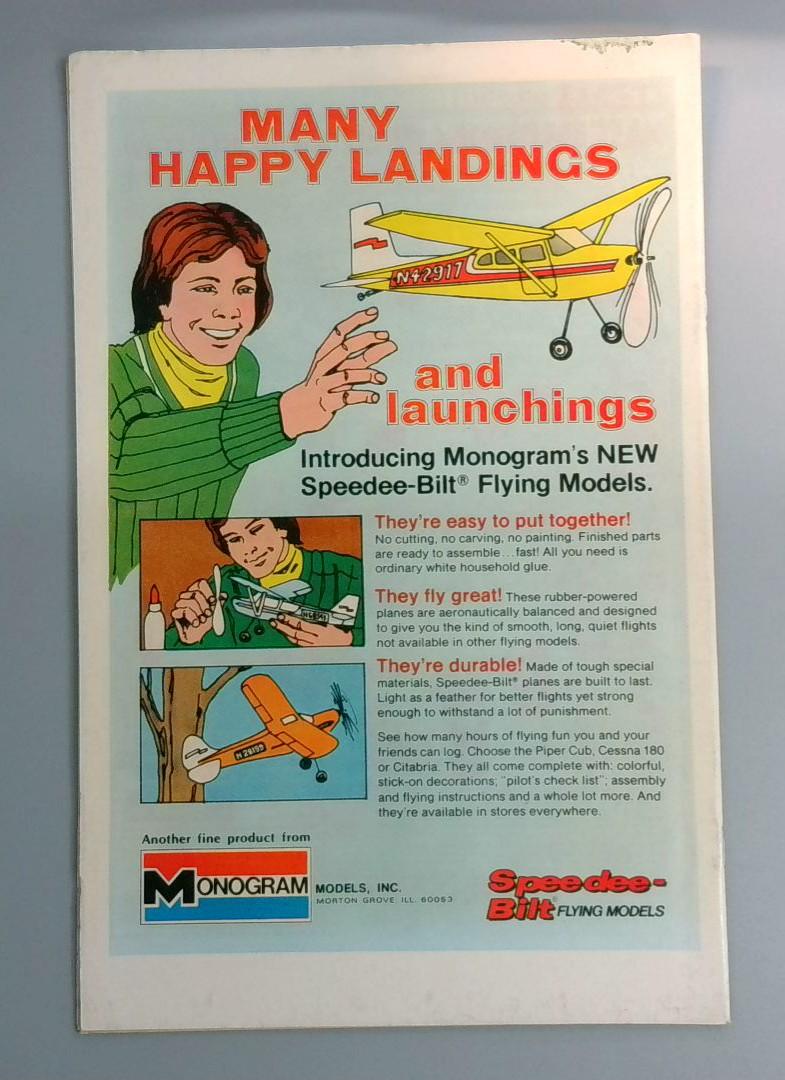 MANY
HAPPY LANDINGS
N42917
and
launchings
Introducing Monogram's NEW
Speedee-Bilt® Flying Models.
They're easy to put together!
No cutting, no carving, no painting. Finished parts
are ready to assemble...fast! All you need is
ordinary white household glue.
They fly great! These rubber-powered
planes are aeronautically balanced and designed
to give you the kind of smooth, long, quiet flights
not available in other flying models.
They're durable! Made of tough special
materials, Speedee-Bilt® planes are built to last.
Light as a feather for better flights yet strong
enough to withstand a lot of punishment.
N 28199
See how many hours of flying fun you and your
friends can log. Choose the Piper Cub, Cessna 180
or Citabria. They all come complete with: colorful,
stick-on decorations; "pilot's check list"; assembly
and flying instructions and a whole lot more. And
they're available in stores everywhere.
Another fine product from
MONOGRAM MODELS, INC.
MORTON GROVE ILL. 60053
Speedee-
Bilt® FLYING MODELS